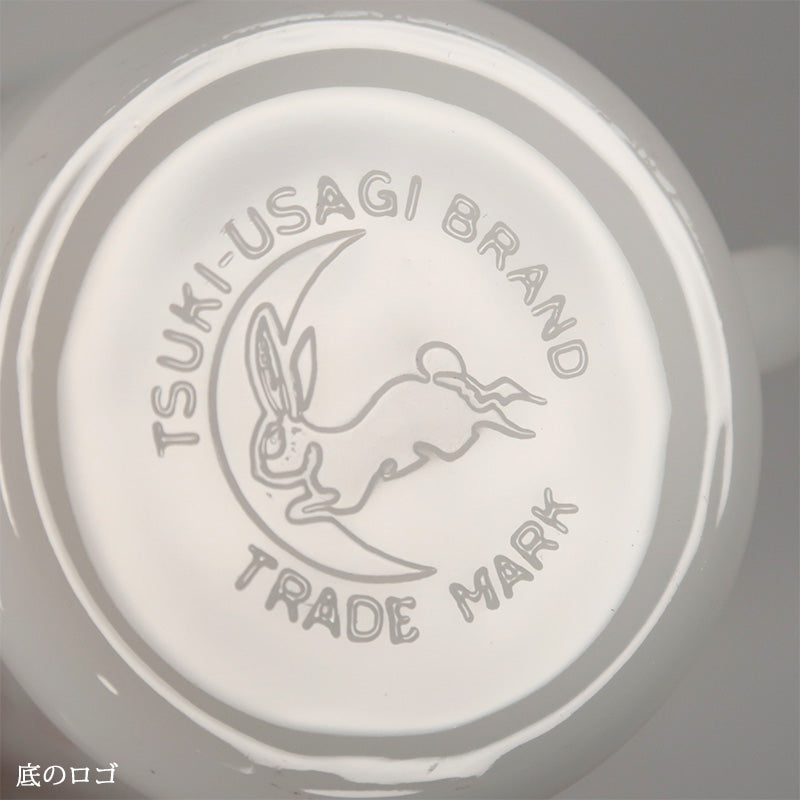 TSUKI-USAGI BRAND
TRADE MARK
底のロゴ